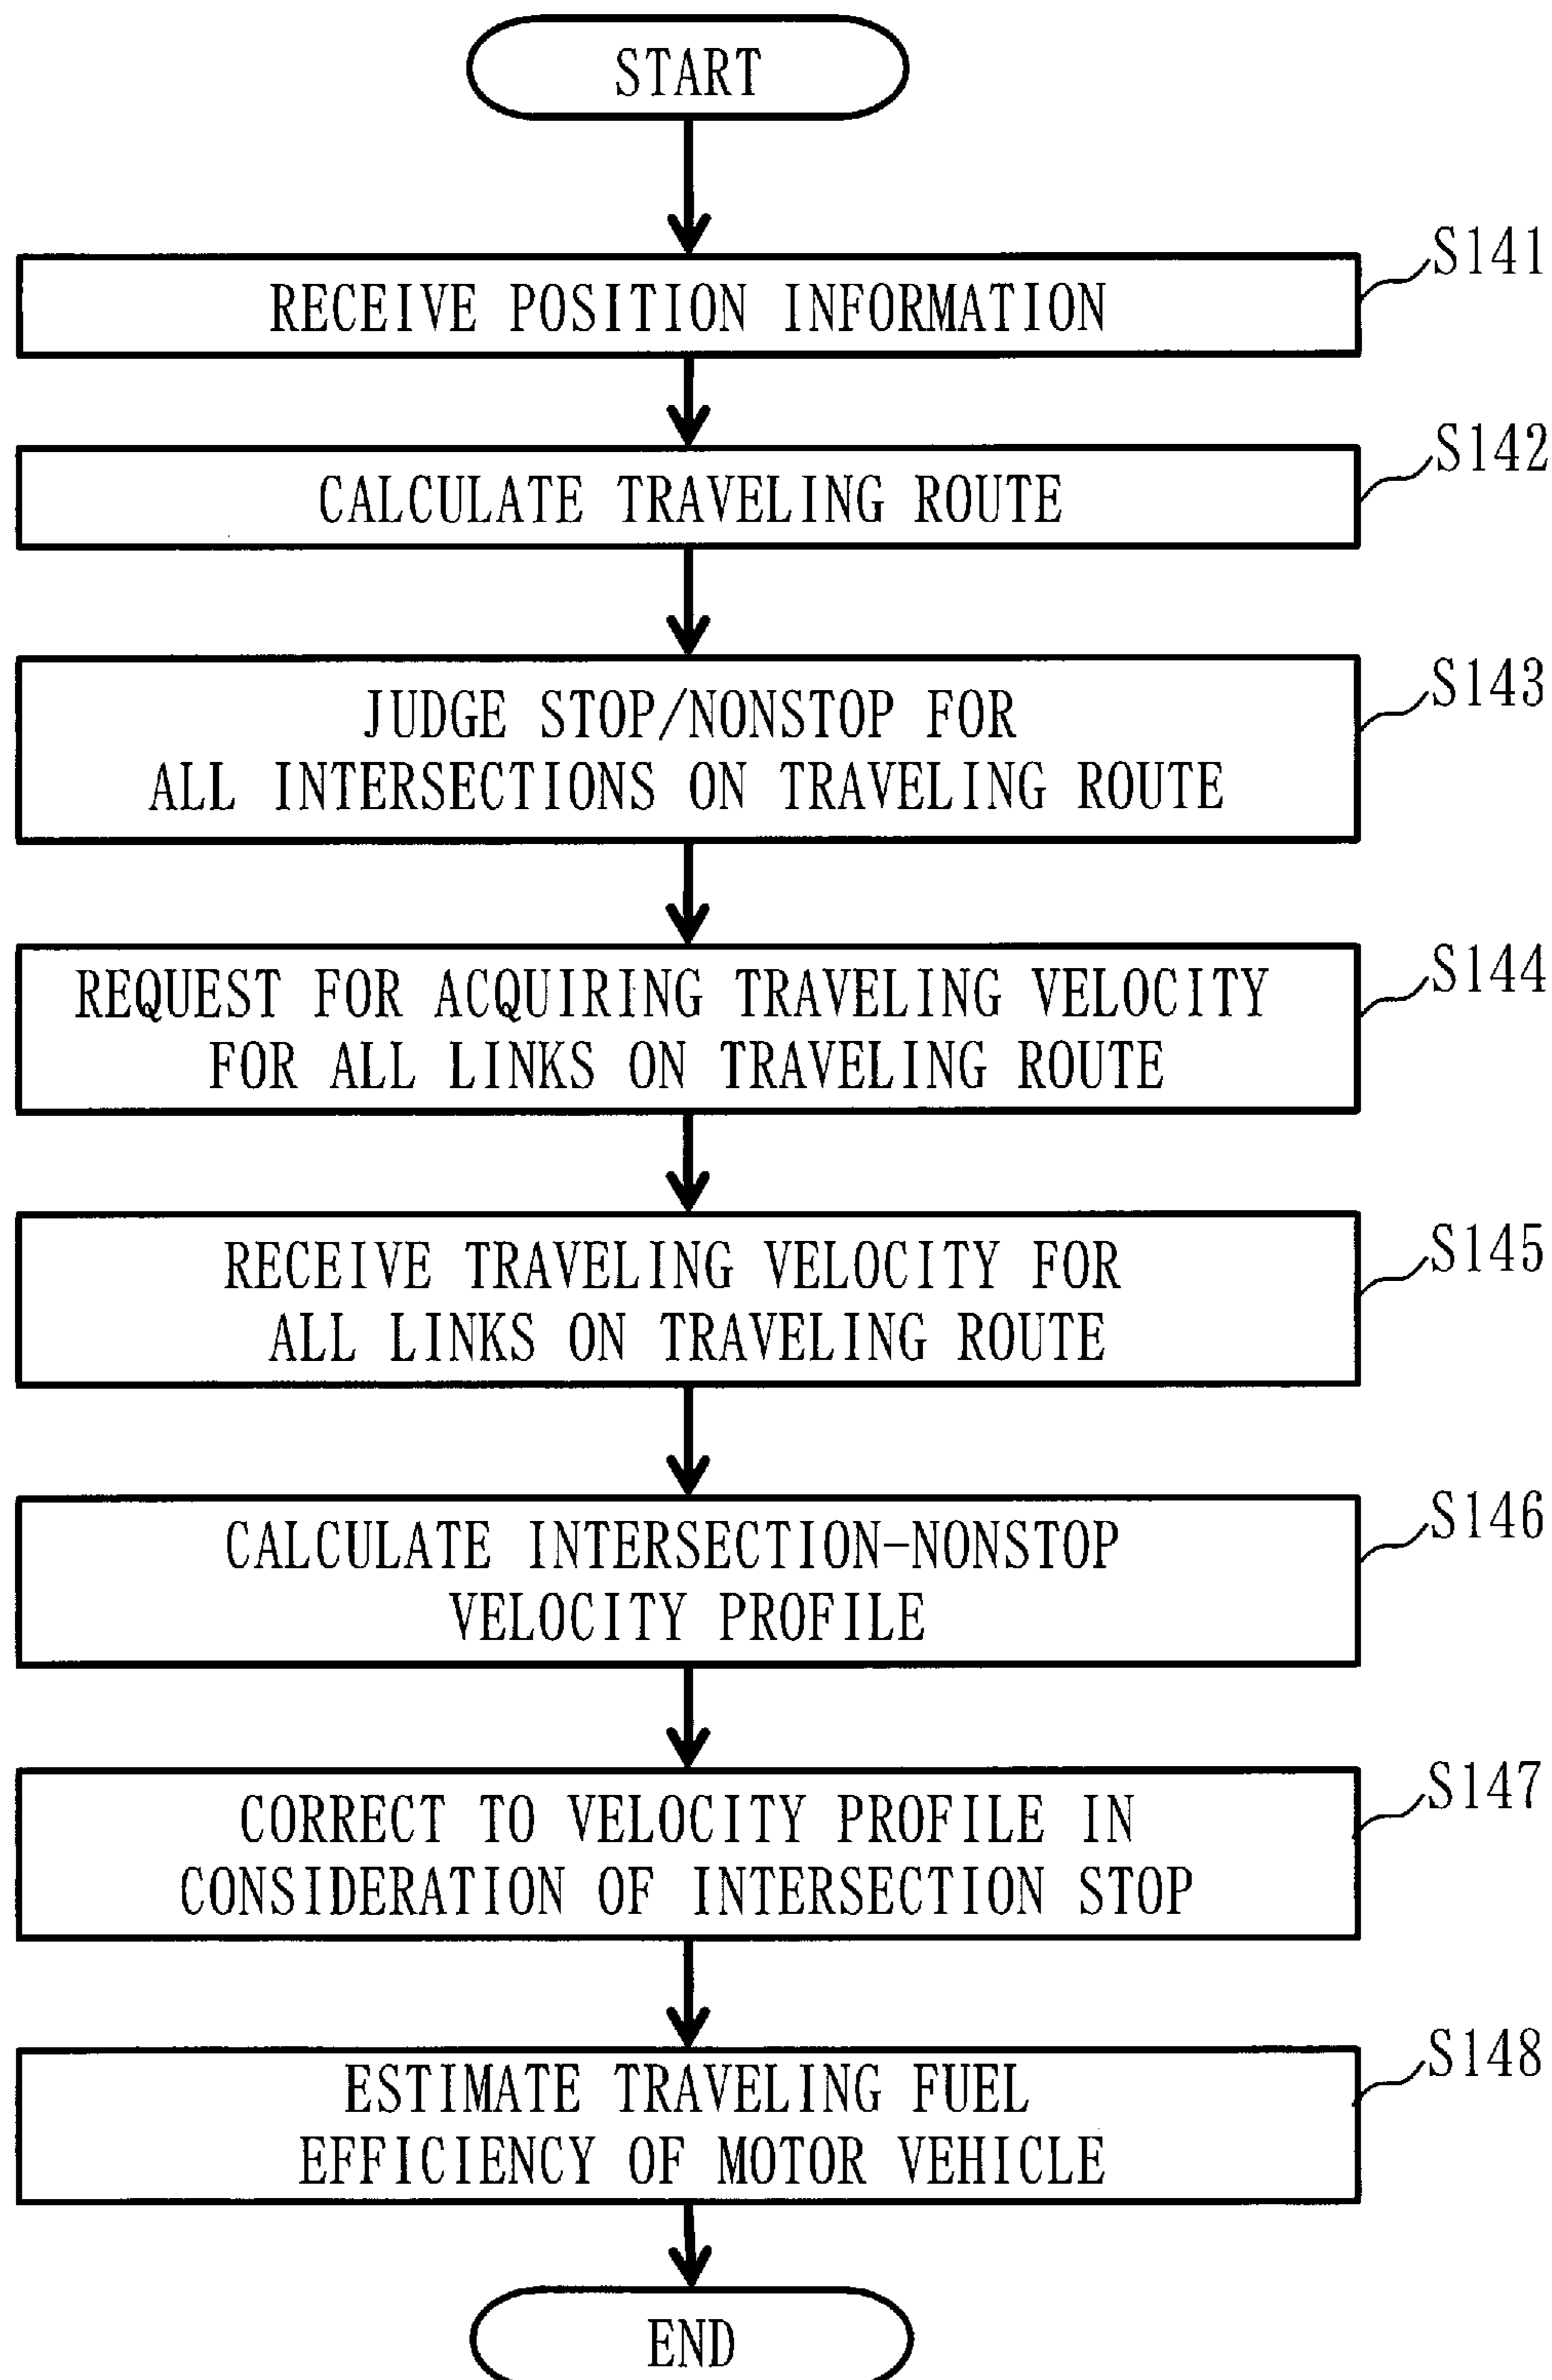 START
S141
RECEIVE POSITION INFORMATION
S142
CALCULATE TRAVELING ROUTE
S143
JUDGE STOP/NONSTOP FOR
ALL INTERSECTIONS ON TRAVELING ROUTE
S144
REQUEST FOR ACQUIRING TRAVELING VELOCITY
FOR ALL LINKS ON TRAVELING ROUTE
S145
RECEIVE TRAVELING VELOCITY FOR
ALL LINKS ON TRAVELING ROUTE
S146
CALCULATE INTERSECTION-NONSTOP
VELOCITY PROFILE
S147
CORRECT TO VELOCITY PROFILE IN
CONSIDERATION OF INTERSECTION STOP
S148
ESTIMATE TRAVELING FUEL
EFFICIENCY OF MOTOR VEHICLE
END